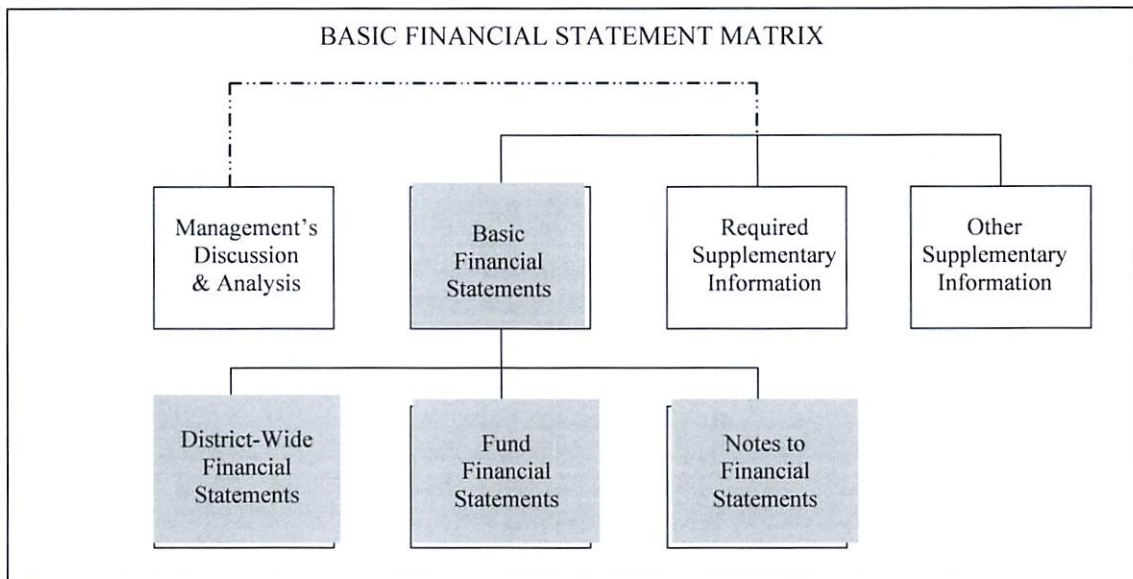 BASIC FINANCIAL STATEMENT MATRIX
Management’s
Discussion
& Analysis
Basic
Financial
Statements
Required
Supplementary
Information
Other
Supplementary
Information
District-Wide
Financial
Statements
Fund
Financial
Statements
Notes to
Financial
Statements